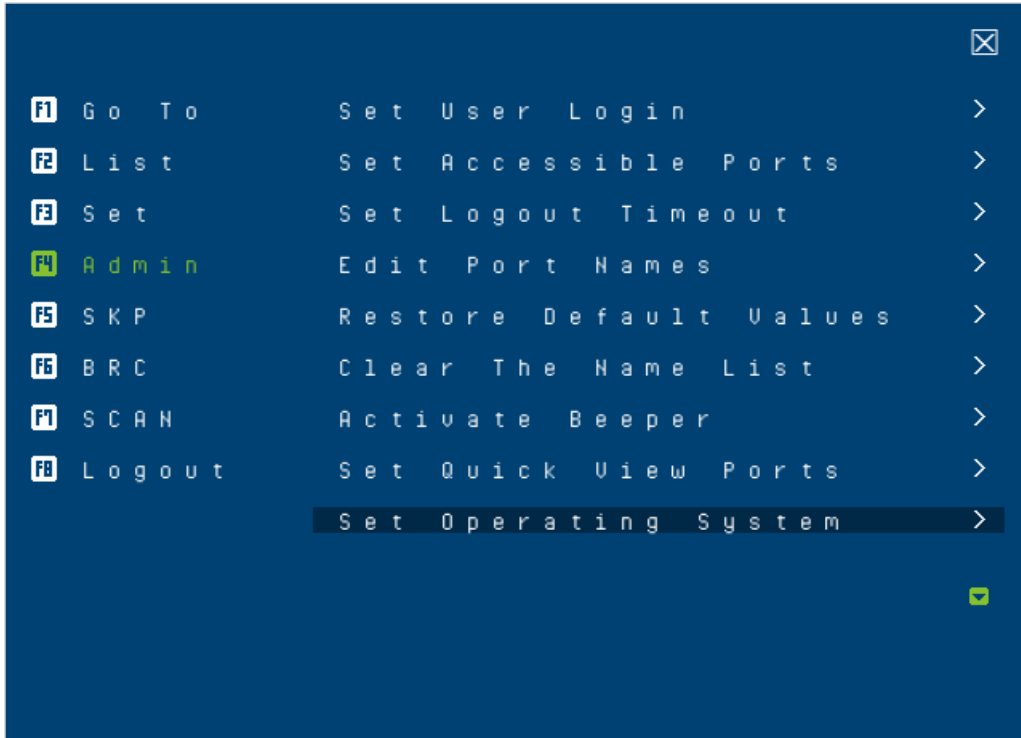 F1 Go To Set User Login >
F2 List Set Accessible Ports >
F3 Set Set Logout Timeout >
F4 Admin Edit Port Names >
F5 SKP Restore Default Values >
F6 BRC Clear The Name List >
F7 SCAN Activate Beeper >
F8 Logout Set Quick View Ports >
Set Operating System >